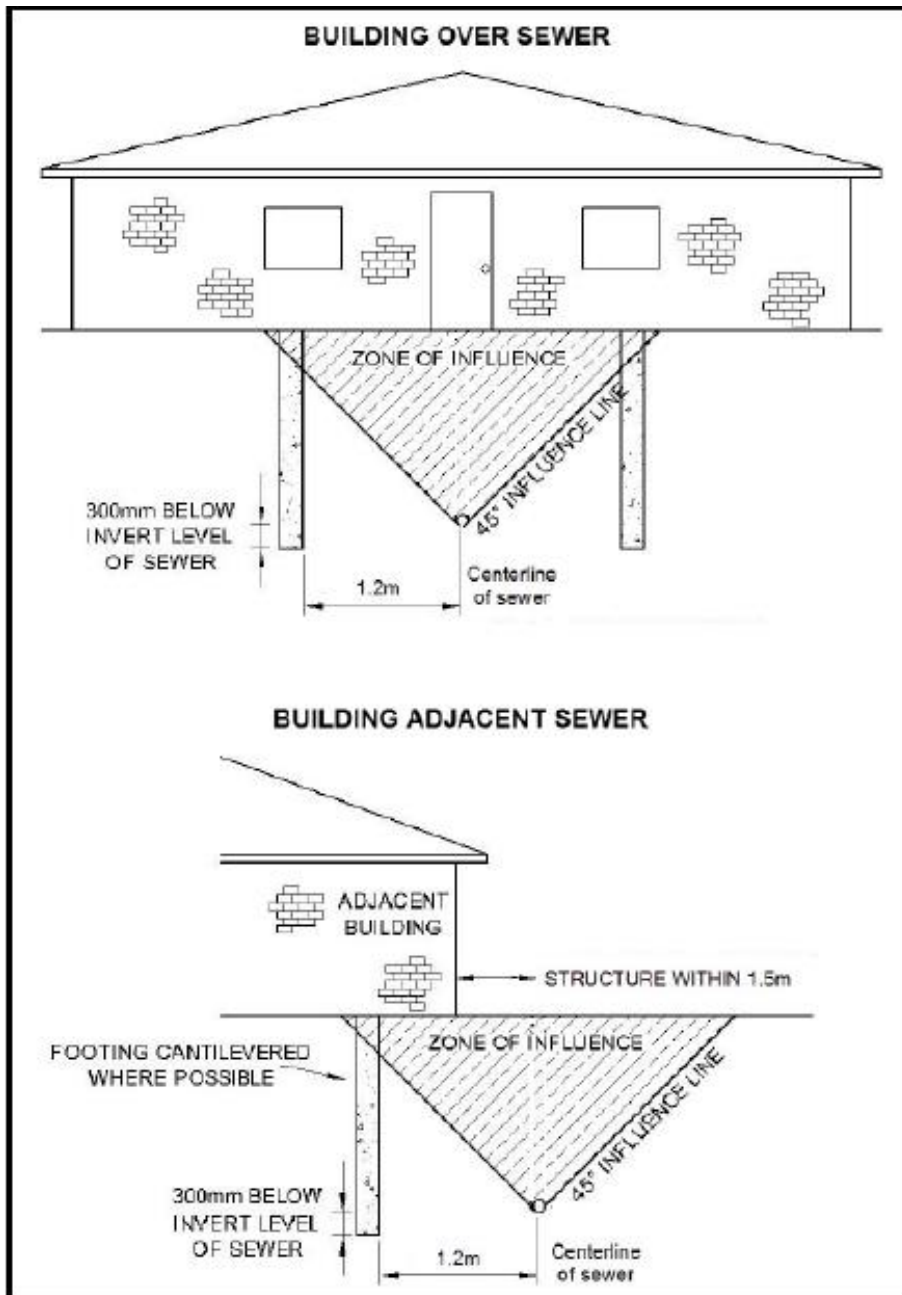 BUILDING OVER SEWER
ZONE OF INFLUENCE
45° INFLUENCE LINE
300mm BELOW
INVERT LEVEL
OF SEWER
1.2m
Centerline
of sewer
BUILDING ADJACENT SEWER
ADJACENT
BUILDING
STRUCTURE WITHIN 1.5m
ZONE OF INFLUENCE
FOOTING CANTILEVERED
WHERE POSSIBLE
45° INFLUENCE LINE
300mm BELOW
INVERT LEVEL
OF SEWER
1.2m
Centerline
of sewer